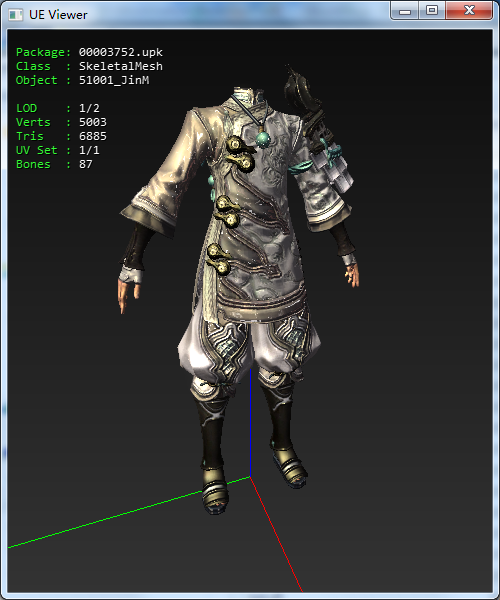 UE Viewer
Package: 00003752.upk
Class : SkeletalMesh
Object : 51001_JinM
LOD : 1/2
Verts : 5003
Tris : 6885
UV Set : 1/1
Bones : 87